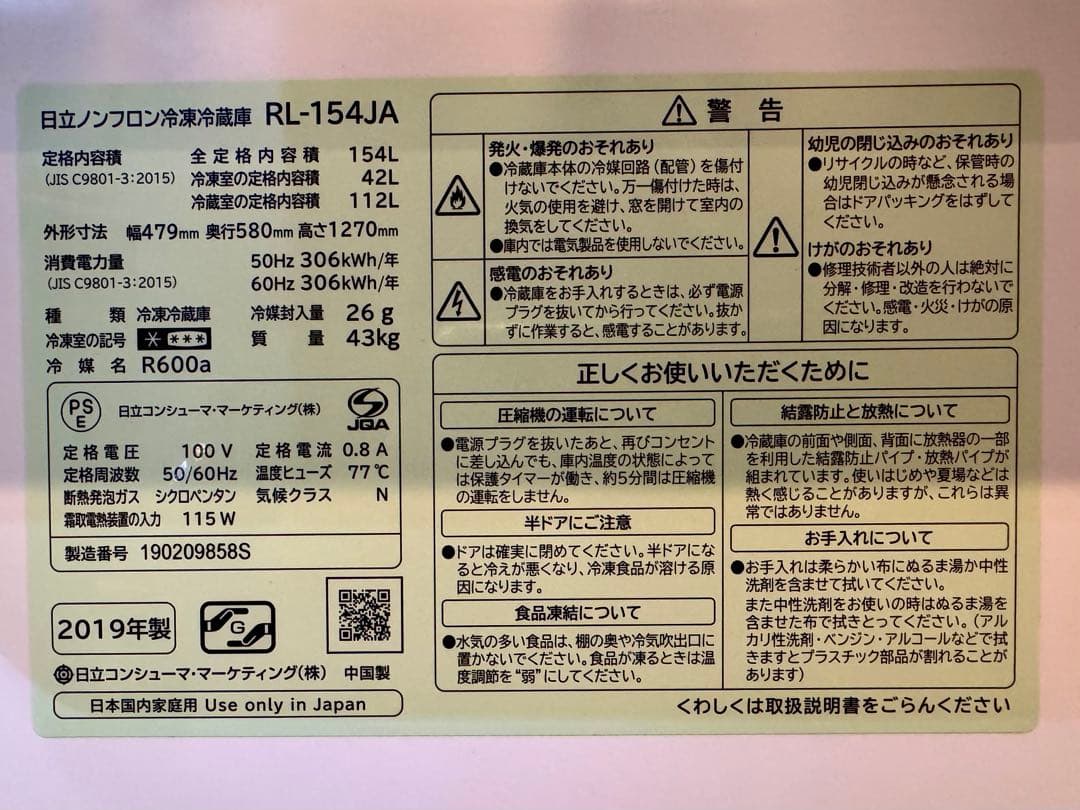 日立ノンフロン冷凍冷蔵庫 RL-154JA
定格内容積 全定格内容積 154L
(JIS C9801-3:2015) 冷凍室の定格内容積 42L
冷蔵室の定格内容積 112L
外形寸法 幅479mm 奥行580mm 高さ1270mm
消費電力量 50Hz 306kWh/年
(JIS C9801-3:2015) 60Hz 306kWh/年
種類 冷凍冷蔵庫 冷媒封入量 26g
冷凍室の記号 * *** 質量 43kg
冷媒名 R600a
PSE 日立コンシューマ・マーケティング(株) JQA
定格電圧 100V 定格電流 0.8A
定格周波数 50/60Hz 温度ヒューズ 77℃
断熱発泡ガス シクロペンタン 気候クラス N
霜取電熱装置の入力 115W
製造番号 190209858S
2019年製 G
日立コンシューマ・マーケティング(株) 中国製
日本国内家庭用 Use only in Japan
警告
発火・爆発のおそれあり
●冷蔵庫本体の冷媒回路(配管)を傷付
けないでください。万一傷付けた時は、
火気の使用を避け、窓を開けて室内の
換気をしてください。
●庫内では電気製品を使用しないでください。
感電のおそれあり
●冷蔵庫をお手入れするときは、必ず電源
プラグを抜いてから行ってください。抜か
ずに作業すると、感電することがあります。
幼児の閉じ込みのおそれあり
●リサイクルの時など、保管時の
幼児閉じ込みが懸念される場
合はドアパッキングをはずして
ください。
けがのおそれあり
●修理技術者以外の人は絶対に
分解・修理・改造を行わないで
ください。感電・火災・けがの原
因になります。
正しくお使いいただくために
圧縮機の運転について
●電源プラグを抜いたあと、再びコンセント
に差し込んでも、庫内温度の状態によって
は保護タイマーが働き、約5分間は圧縮機
の運転をしません。
半ドアにご注意
●ドアは確実に閉めてください。半ドアにな
ると冷えが悪くなり、冷凍食品が溶ける原
因になります。
食品凍結について
●水気の多い食品は、棚の奥や冷気吹出口に
置かないでください。食品が凍るときは温
度調節を“弱”にしてください。
結露防止と放熱について
●冷蔵庫の前面や側面、背面に放熱器の一部
を利用した結露防止パイプ・放熱パイプが
組まれています。使いはじめや夏場などは
熱く感じることがありますが、これらは異
常ではありません。
お手入れについて
●お手入れは柔らかい布にぬるま湯か中性
洗剤を含ませて拭いてください。
また中性洗剤をお使いの時はぬるま湯を
含ませた布で拭きとってください。(アル
カリ性洗剤・ベンジン・アルコールなどで拭
きますとプラスチック部品が割れることが
あります)
くわしくは取扱説明書をごらんください